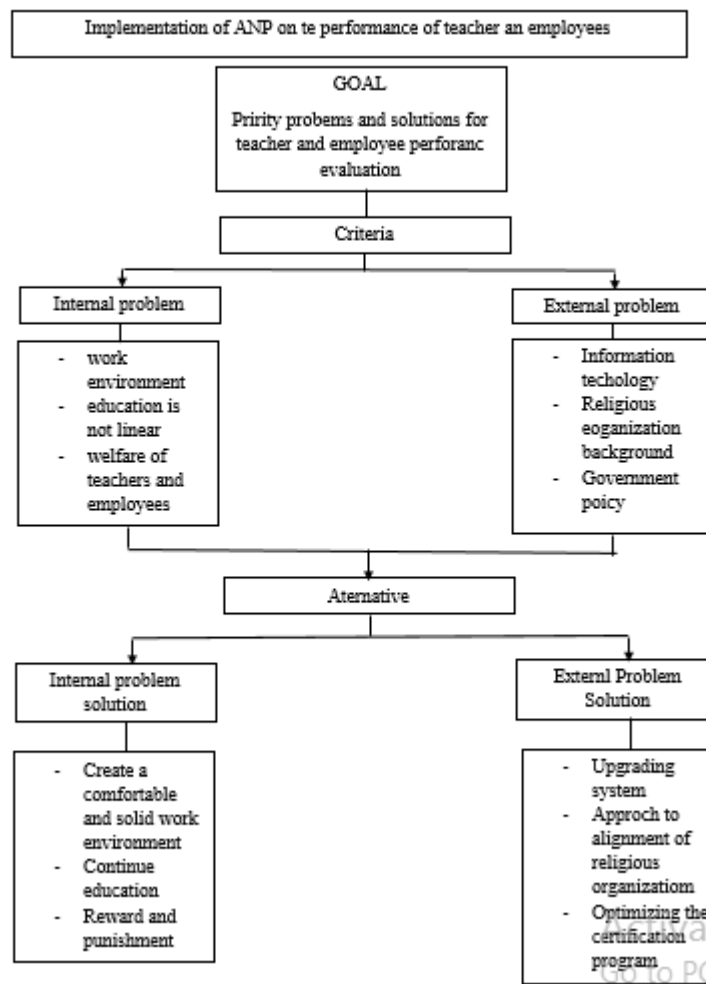 Implementation of ANP on te performance of teacher an employees
GOAL
Pririty probems and solutions for
teacher and employee perforanc
evaluation
Criteria
Internal problem
External problem
- work
environment
- education is
not linear
- welfare of
teachers and
employees
- Information
techology
- Religious
eoganization
background
- Government
poicy
Aternative
Internal problem
solution
Externl Problem
Solution
- Create a
comfortable
and solid work
environment
- Continue
education
- Reward and
punishment
- Upgrading
system
- Approch to
alignment of
religious
organizatiom
- Optimizing the
certification
program
Go to PC